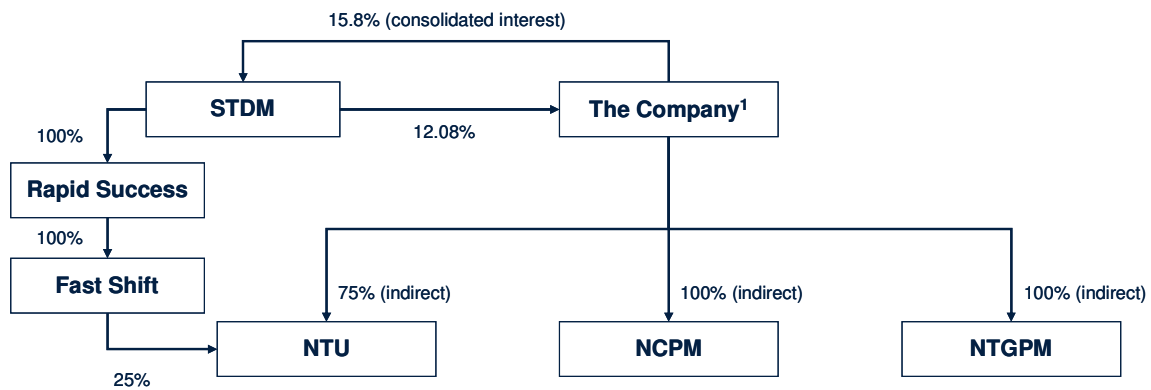 15.8% (consolidated interest)
STDM
The Company¹
12.08%
100%
Rapid Success
100%
Fast Shift
75% (indirect)
100% (indirect)
100% (indirect)
NTU
NCPM
NTGPM
25%